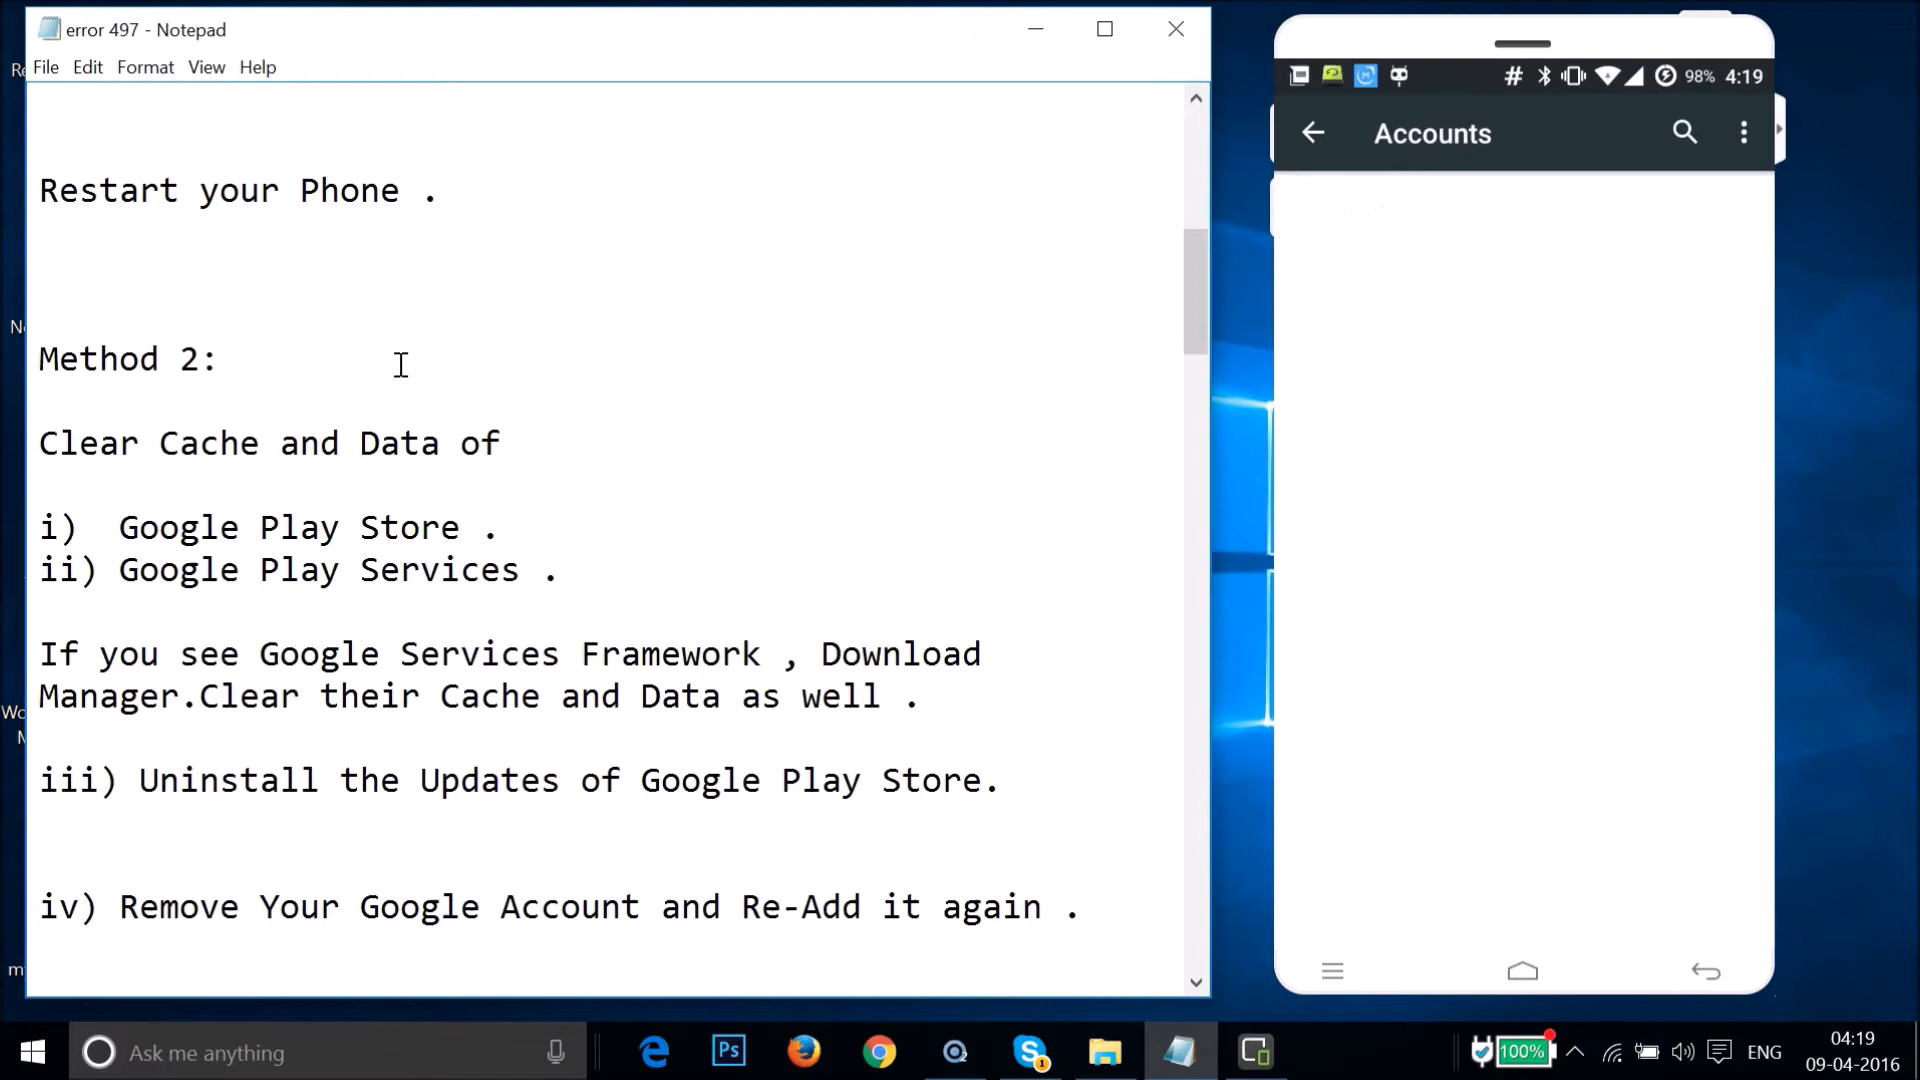 error 497 - Notepad
File Edit Format View Help
Restart your Phone .
Method 2:
Clear Cache and Data of
i)  Google Play Store .
ii) Google Play Services .
If you see Google Services Framework , Download
Manager.Clear their Cache and Data as well .
iii) Uninstall the Updates of Google Play Store.
iv) Remove Your Google Account and Re-Add it again .
# 98% 4:19
Accounts
Ask me anything
Ps
1
100%
ENG
04:19
09-04-2016